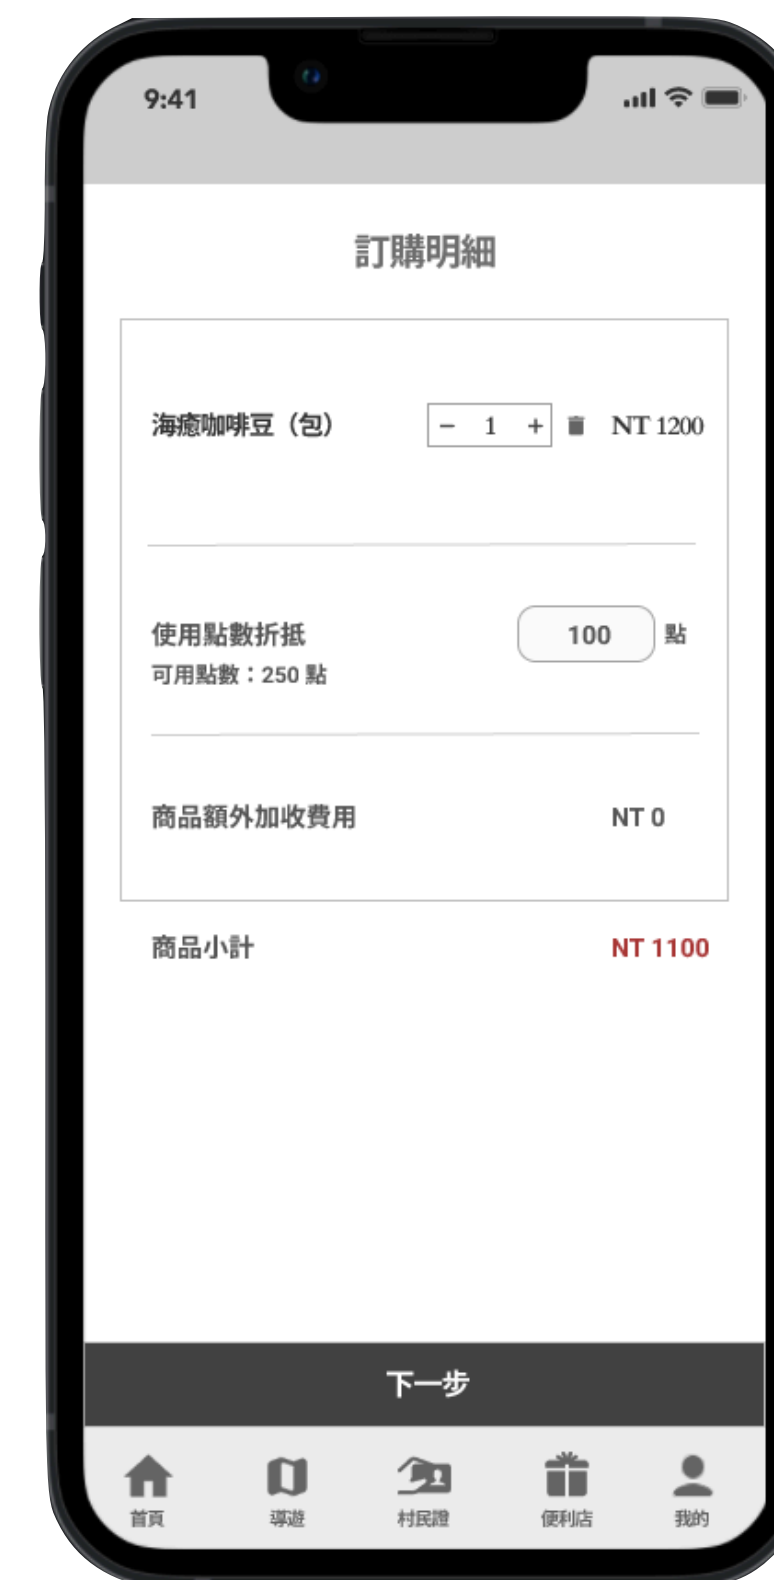 9:41
訂購明細
海癒咖啡豆（包） − 1 + NT 1200
使用點數折抵 100 點
可用點數：250 點
商品額外加收費用 NT 0
商品小計 NT 1100
下一步
首頁 導遊 村民證 便利店 我的